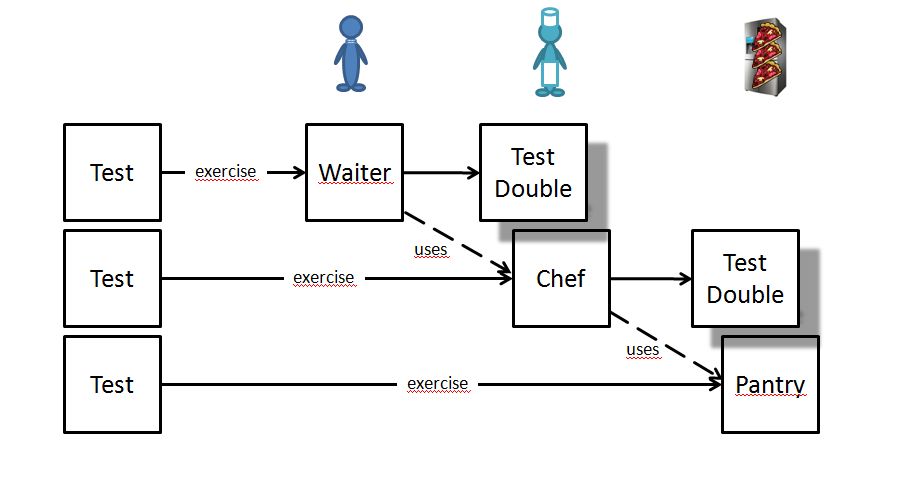 Test
exercise
Waiter
Test
Double
uses
Test
exercise
Chef
Test
Double
uses
Test
exercise
Pantry